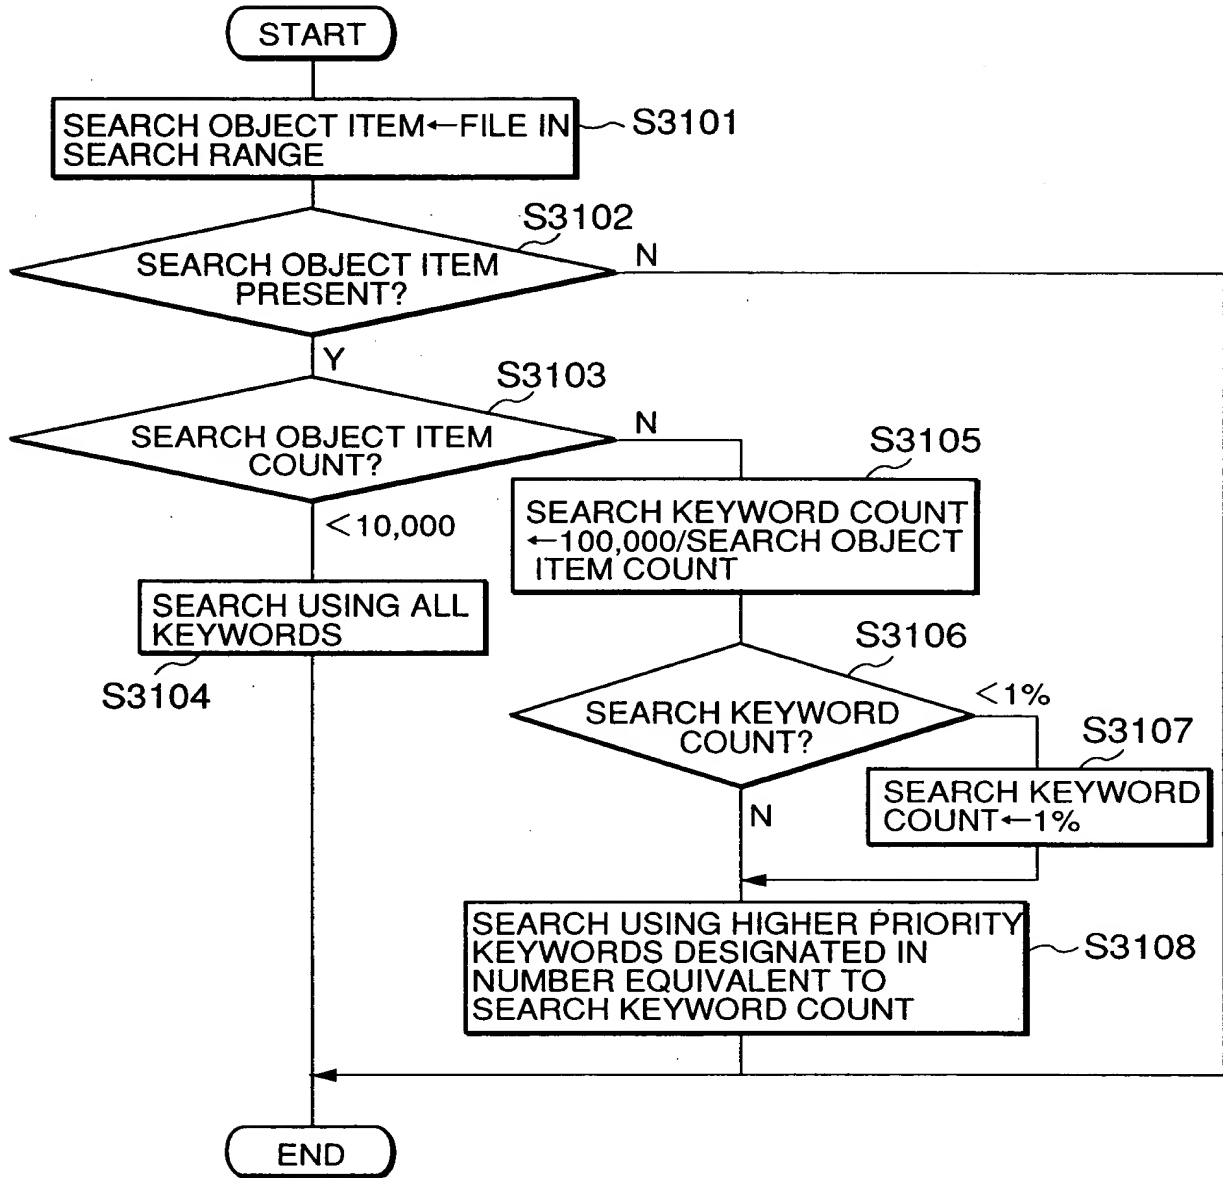 START
SEARCH OBJECT ITEM←FILE IN
SEARCH RANGE
S3101
S3102
SEARCH OBJECT ITEM
PRESENT?
N
Y
S3103
SEARCH OBJECT ITEM
COUNT?
N
<10,000
S3105
SEARCH KEYWORD COUNT
←100,000/SEARCH OBJECT
ITEM COUNT
SEARCH USING ALL
KEYWORDS
S3104
S3106
SEARCH KEYWORD
COUNT?
<1%
N
S3107
SEARCH KEYWORD
COUNT←1%
SEARCH USING HIGHER PRIORITY
KEYWORDS DESIGNATED IN
NUMBER EQUIVALENT TO
SEARCH KEYWORD COUNT
S3108
END